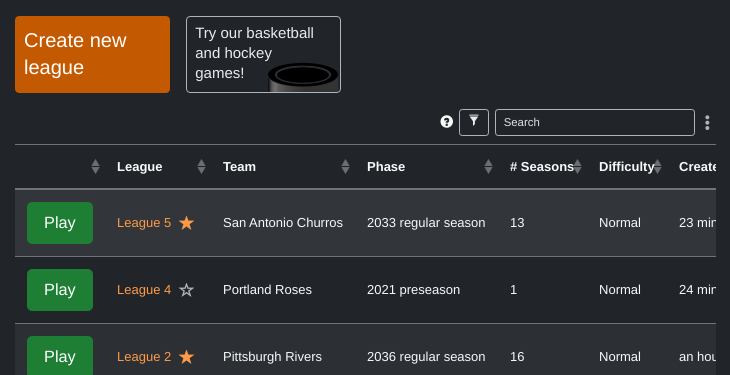 Create new
league
Try our basketball
and hockey
games!
Search
League Team Phase # Seasons Difficulty Create
Play League 5 San Antonio Churros 2033 regular season 13 Normal 23 min
Play League 4 Portland Roses 2021 preseason 1 Normal 24 min
Play League 2 Pittsburgh Rivers 2036 regular season 16 Normal an hou